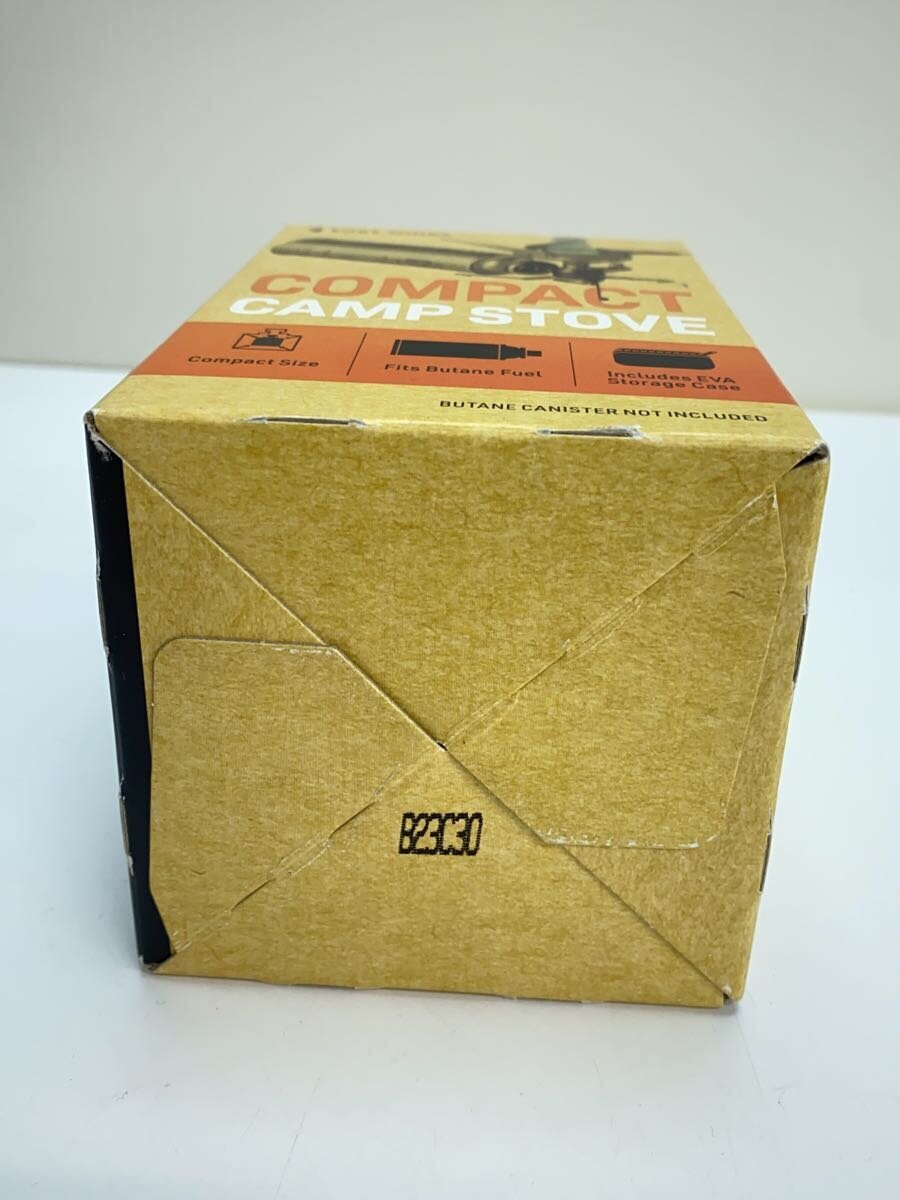 COMPACT
CAMP STOVE
Compact Size
Fits Butane Fuel
Includes EVA
Storage Case
BUTANE CANISTER NOT INCLUDED